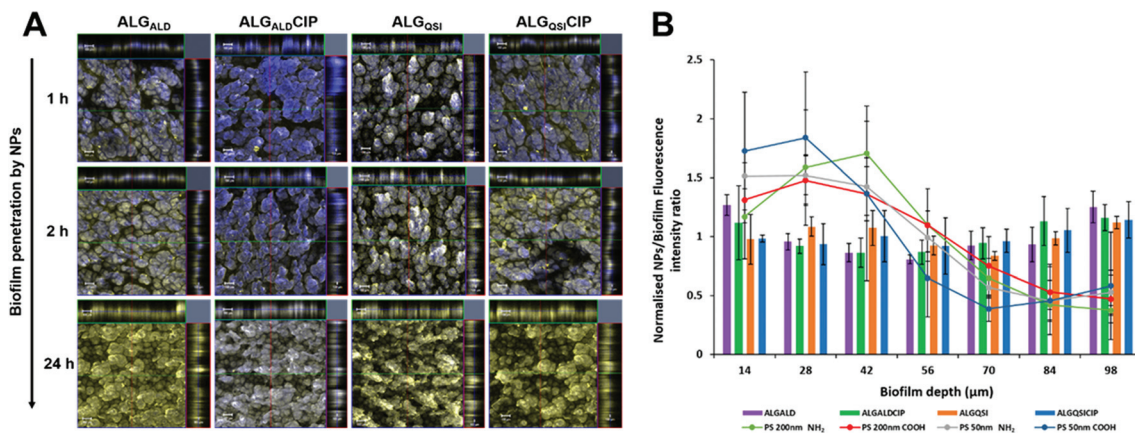 A
ALG_ALD
ALG_ALDCIP
ALG_QSI
ALG_QSICIP
Biofilm penetration by NPs
1 h
2 h
24 h
B
Normalised NPs/Biofilm Fluorescence
intensity ratio
3
2.5
2
1.5
1
0.5
0
14 28 42 56 70 84 98
Biofilm depth (μm)
ALGALD ALGALDCIP ALGQSI ALGQSICIP
PS 200nm NH₂ PS 200nm COOH PS 50nm NH₂ PS 50nm COOH